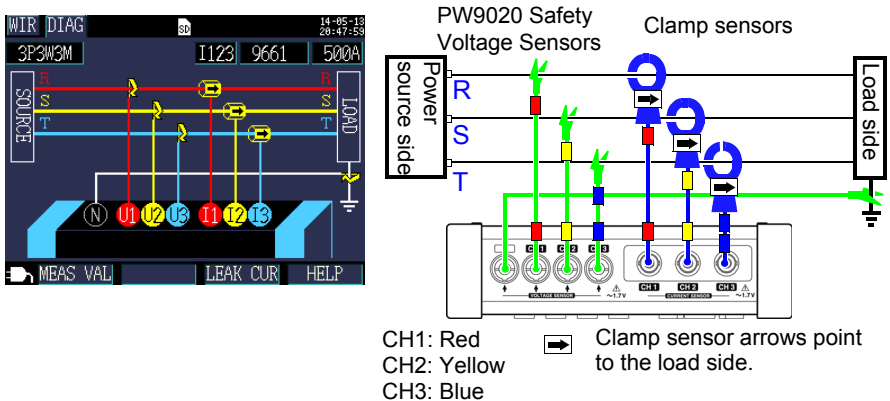 WIR DIAG
SD
14-05-13
20:47:59
3P3W3M
I123 9661
500A
SOURCE
R
S
T
R
S
T
LOAD
N U1 U2 U3 I1 I2 I3
MEAS VAL
LEAK CUR
HELP
PW9020 Safety
Voltage Sensors
Clamp sensors
Power
source side
R
S
T
Load side
CH 1 CH 2 CH 3
VOLTAGE SENSOR
~1.7V
CH 1 CH 2 CH 3
CURRENT SENSOR
~1.7V
CH1: Red
CH2: Yellow
CH3: Blue
Clamp sensor arrows point
to the load side.